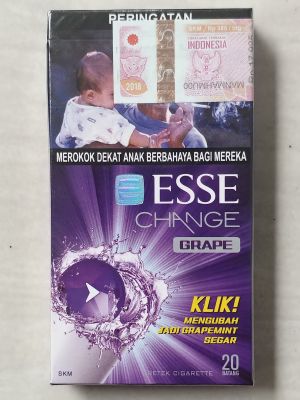 PERINGATAN
INDONESIA
2018
MEROKOK DEKAT ANAK BERBAHAYA BAGI MEREKA
ESSE
CHANGE
GRAPE
KLIK!
MENGUBAH
JADI GRAPEMINT
SEGAR
SKM
KRETEK CIGARETTE
20
BATANG